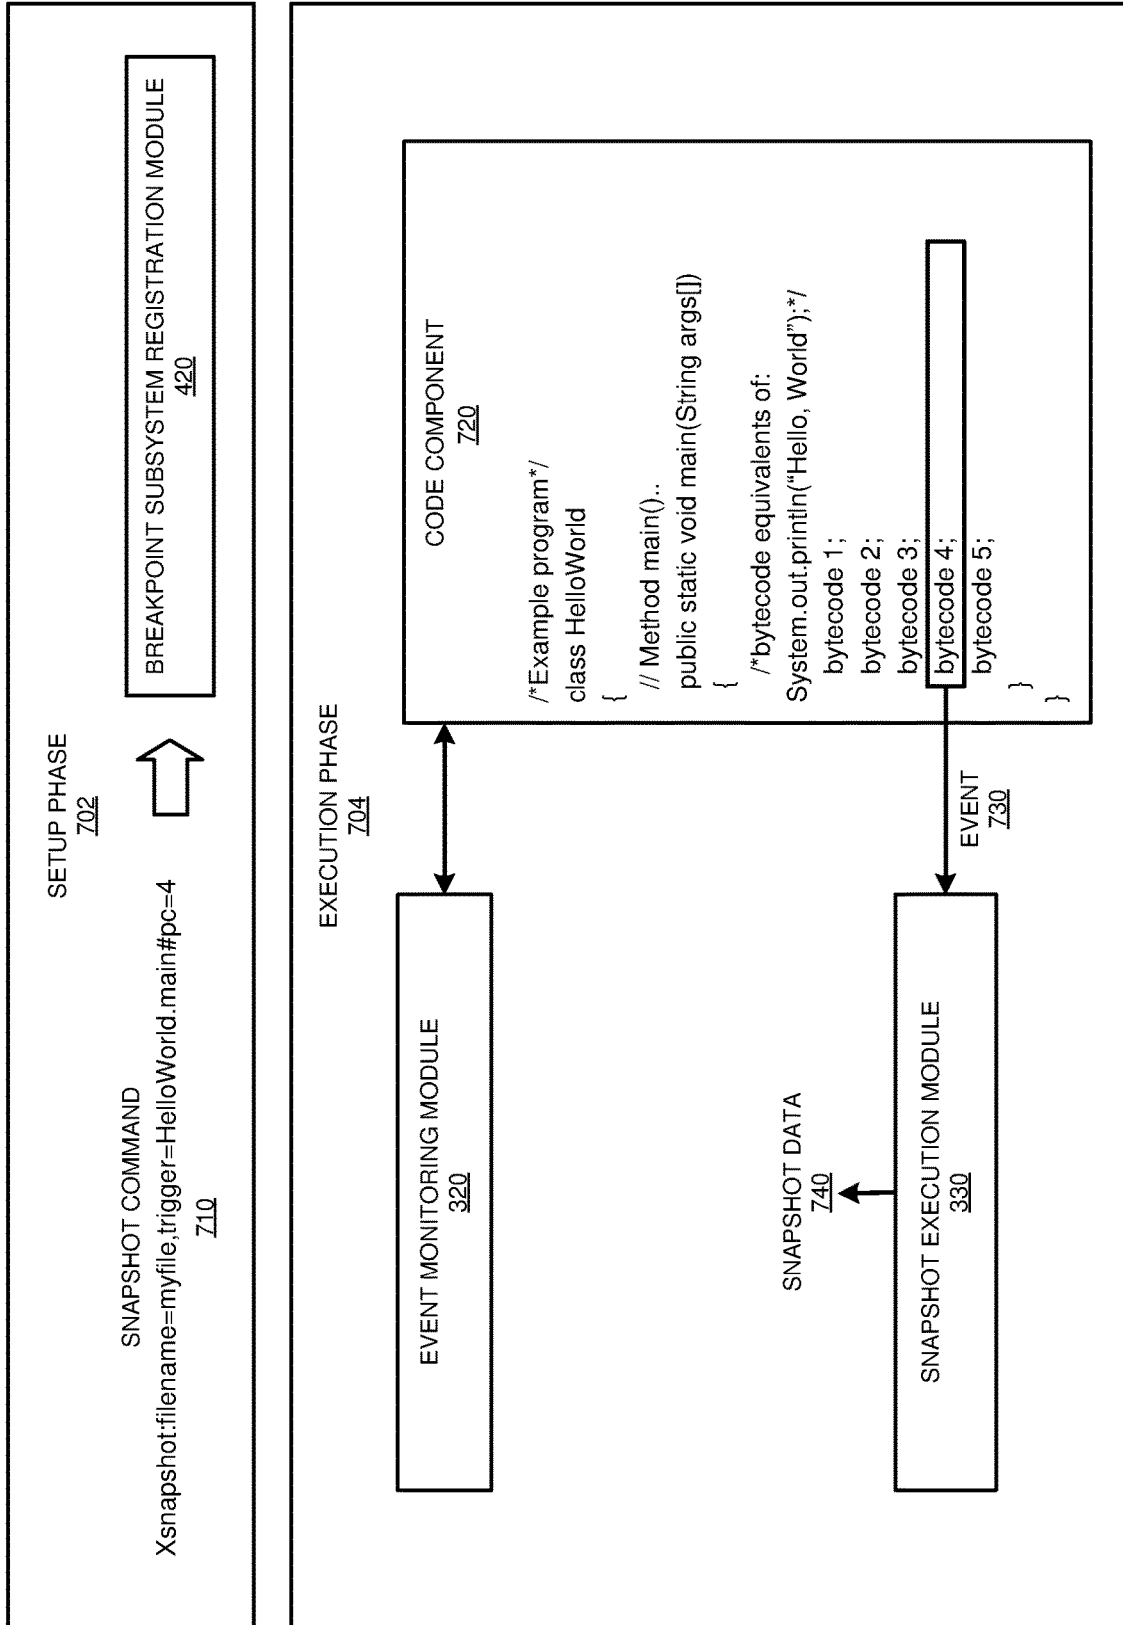 SETUP PHASE
702
SNAPSHOT COMMAND
Xsnapshot:filename=myfile,trigger=HelloWorld.main#pc=4
710
BREAKPOINT SUBSYSTEM REGISTRATION MODULE
420
EXECUTION PHASE
704
EVENT MONITORING MODULE
320
CODE COMPONENT
720
/*Example program*/
class HelloWorld
{
// Method main()..
public static void main(String args[])
{
/*bytecode equivalents of:
System.out.println(“Hello, World”);*/
bytecode 1;
bytecode 2;
bytecode 3;
bytecode 4;
bytecode 5;
}
}
EVENT
730
SNAPSHOT DATA
740
SNAPSHOT EXECUTION MODULE
330